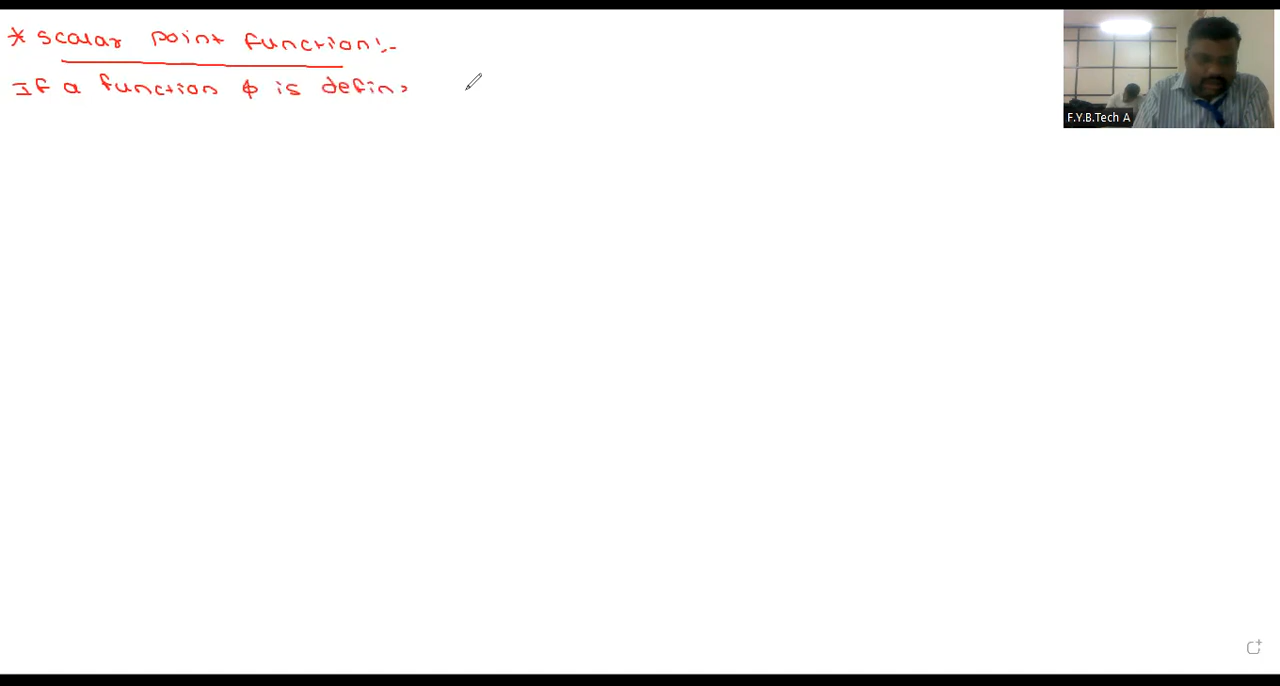 * scalar point function:-
If a function φ is defin
F.Y.B.Tech A